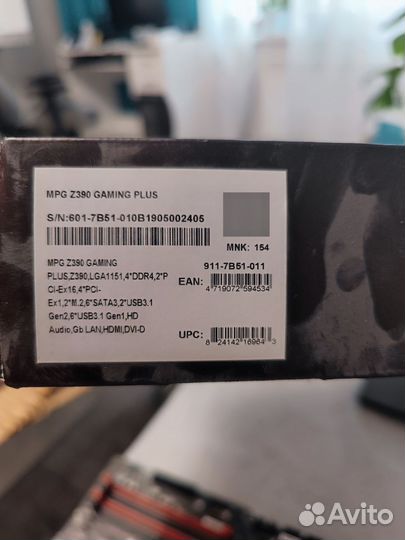 MPG Z390 GAMING PLUS
S/N:601-7B51-010B1905002405
MNK: 154
MPG Z390 GAMING
PLUS,Z390,LGA1151,4*DDR4,2*P
CI-Ex16,4*PCI-
Ex1,2*M.2,6*SATA3,2*USB3.1
Gen2,6*USB3.1 Gen1,HD
Audio,Gb LAN,HDMI,DVI-D
911-7B51-011
EAN:
4 719072 594534
UPC:
8 24142 16964 3
Avito